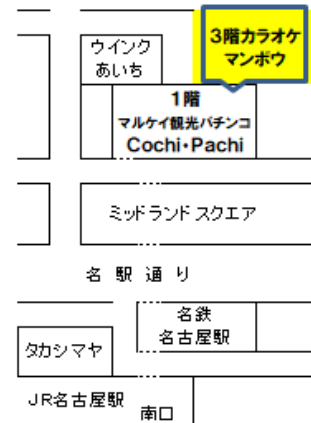 ウインク
あいち
3階カラオケ
マンボウ
1階
マルケイ観光パチンコ
Cochi・Pachi
ミッドランドスクエア
名駅通り
名鉄
名古屋駅
タカシマヤ
JR名古屋駅
南口